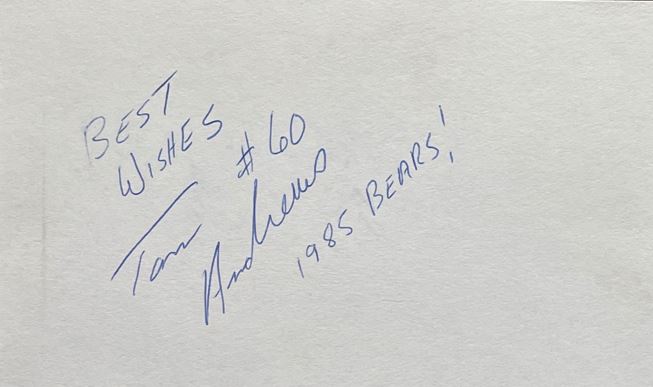 BEST
WISHES
Tom #60
Andrews
1985 BEARS!